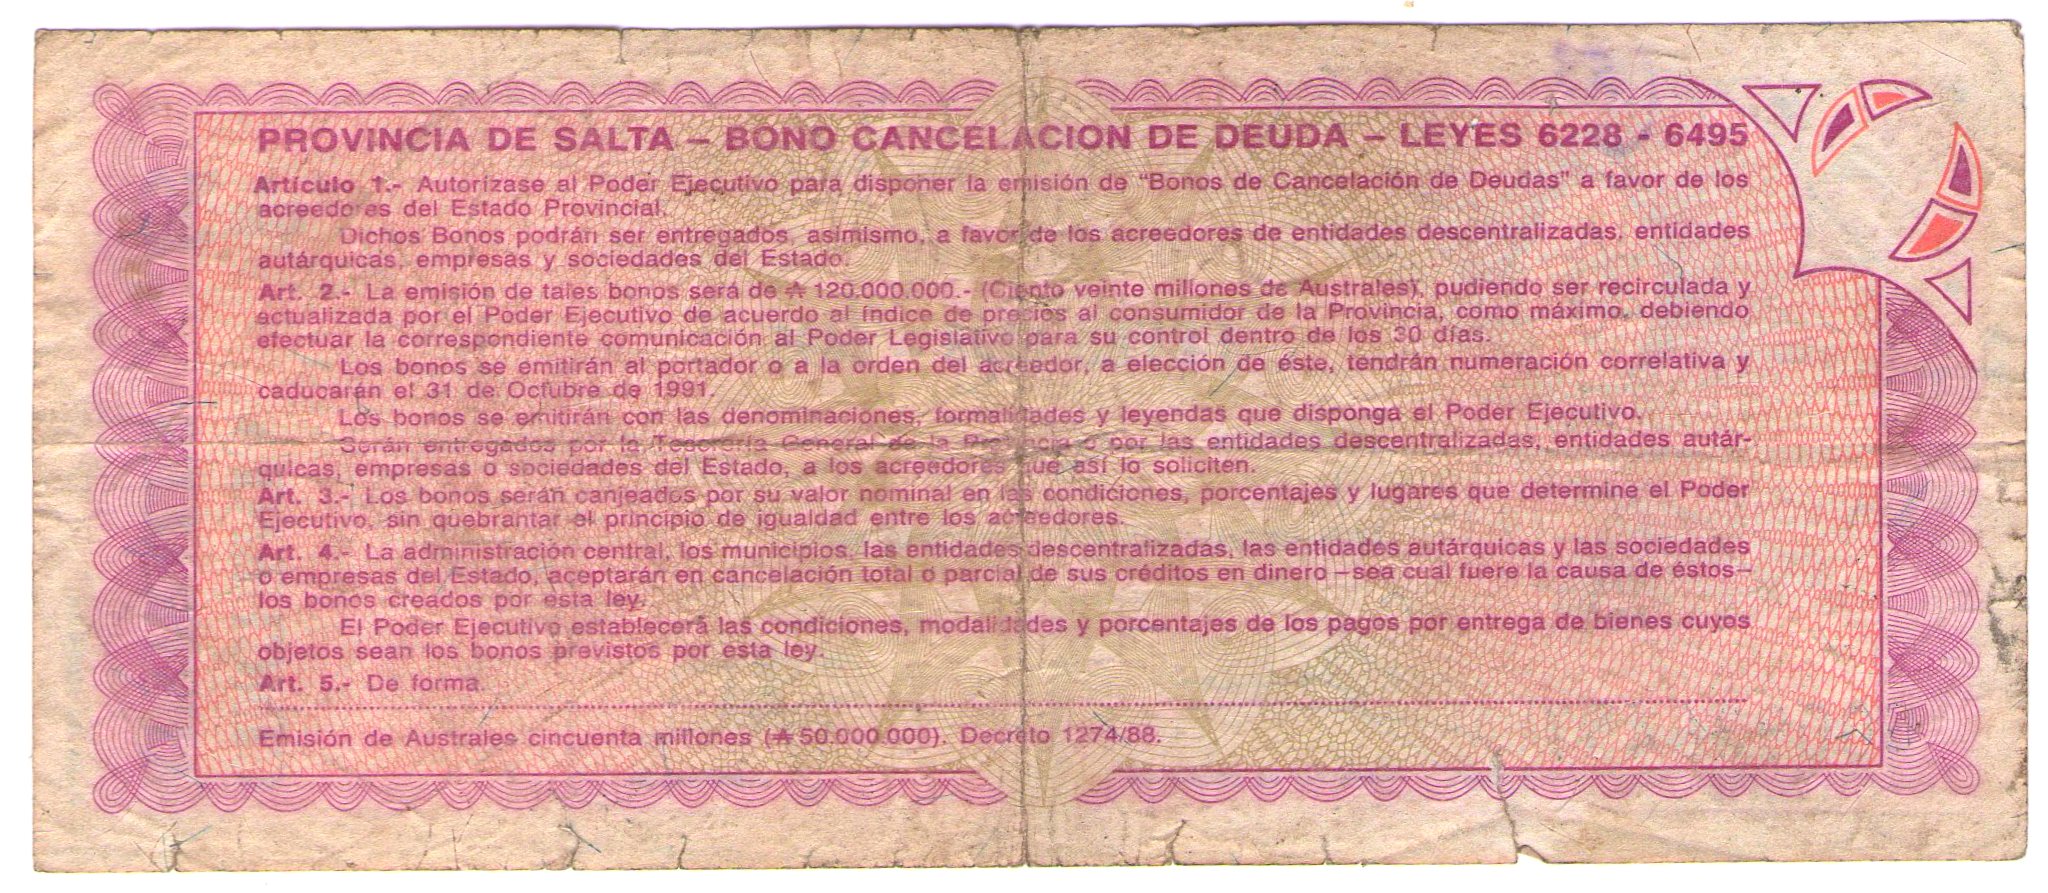 PROVINCIA DE SALTA – BONO CANCELACION DE DEUDA – LEYES 6228 - 6495
Artículo 1.- Autorízase al Poder Ejecutivo para disponer la emisión de "Bonos de Cancelación de Deudas" a favor de los
acreedores del Estado Provincial.
Dichos Bonos podrán ser entregados, asimismo, a favor de los acreedores de entidades descentralizadas, entidades
autárquicas, empresas y sociedades del Estado.
Art. 2.- La emisión de tales bonos será de ₳ 120.000.000.- (Ciento veinte millones de Australes), pudiendo ser recirculada y
actualizada por el Poder Ejecutivo de acuerdo al índice de precios al consumidor de la Provincia, como máximo, debiendo
efectuar la correspondiente comunicación al Poder Legislativo para su control dentro de los 30 días.
Los bonos se emitirán al portador o a la orden del acreedor, a elección de éste, tendrán numeración correlativa y
caducarán el 31 de Octubre de 1991.
Los bonos se emitirán con las denominaciones, formalidades y leyendas que disponga el Poder Ejecutivo.
Serán entregados por la Tesorería General de la Provincia o por las entidades descentralizadas, entidades autár-
quicas, empresas o sociedades del Estado, a los acreedores que así lo soliciten.
Art. 3.- Los bonos serán canjeados por su valor nominal en las condiciones, porcentajes y lugares que determine el Poder
Ejecutivo, sin quebrantar el principio de igualdad entre los acreedores.
Art. 4.- La administración central, los municipios, las entidades descentralizadas, las entidades autárquicas y las sociedades
o empresas del Estado, aceptarán en cancelación total o parcial de sus créditos en dinero –sea cual fuere la causa de éstos–
los bonos creados por esta ley.
El Poder Ejecutivo establecerá las condiciones, modalidades y porcentajes de los pagos por entrega de bienes cuyos
objetos sean los bonos previstos por esta ley.
Art. 5.- De forma.
Emisión de Australes cincuenta millones (₳ 50.000.000). Decreto 1274/88.